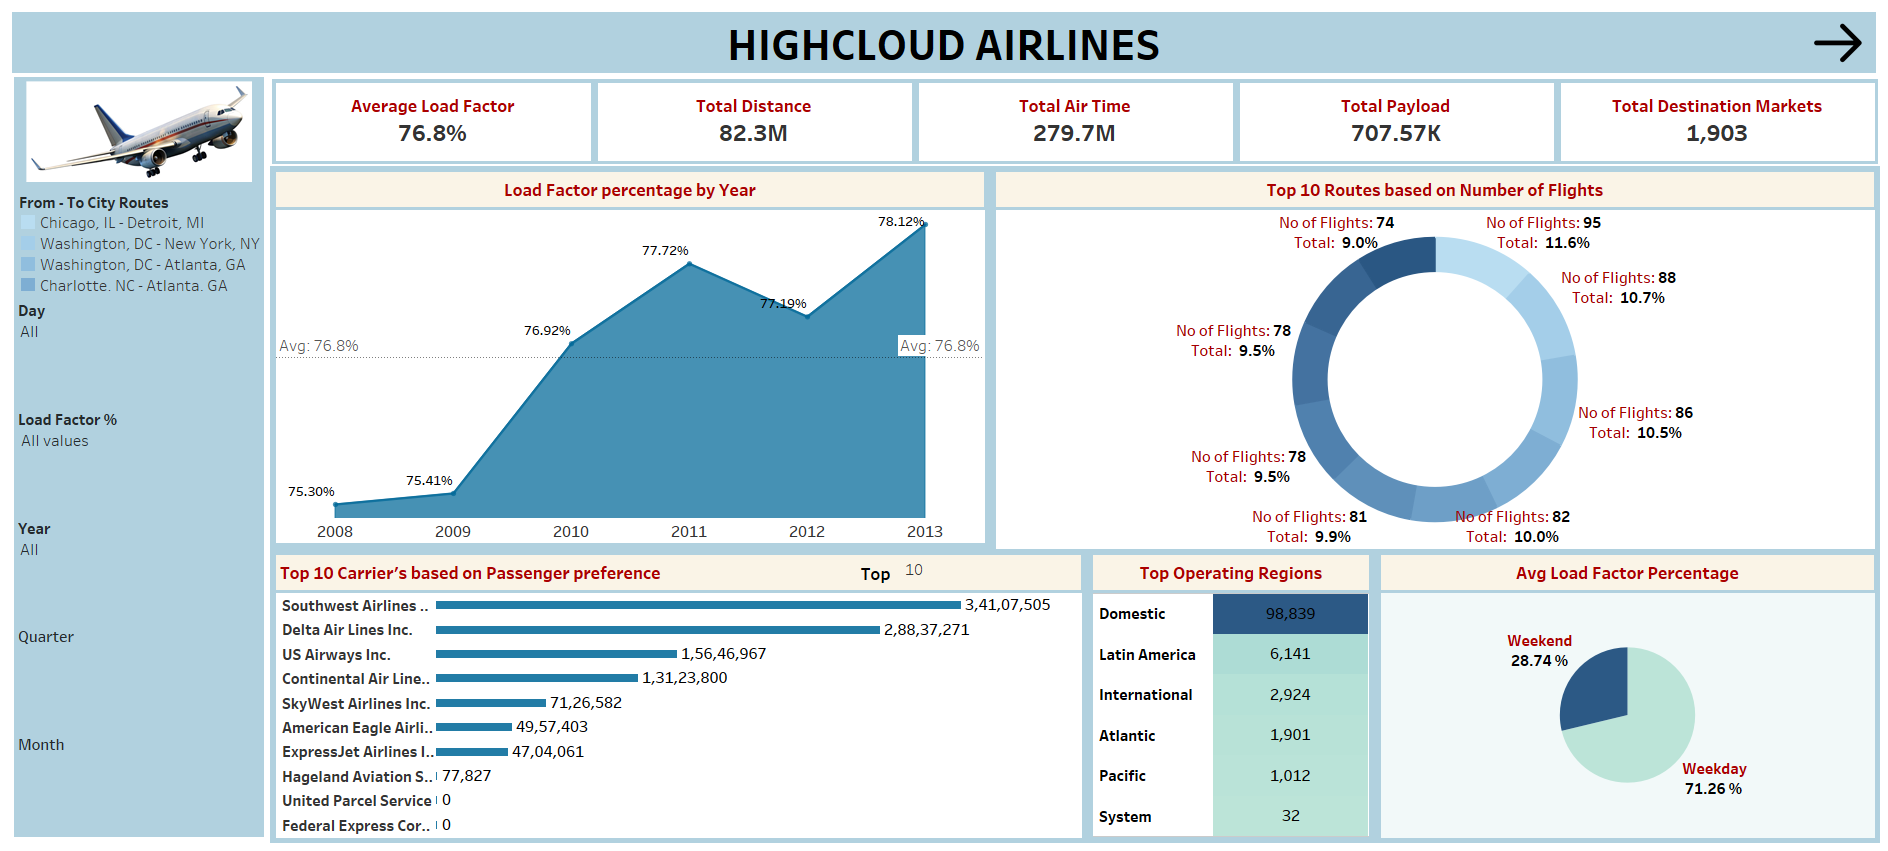 HIGHCLOUD AIRLINES
Average Load Factor
76.8%
Total Distance
82.3M
Total Air Time
279.7M
Total Payload
707.57K
Total Destination Markets
1,903
From - To City Routes
Chicago, IL - Detroit, MI
Washington, DC - New York, NY
Washington, DC - Atlanta, GA
Charlotte, NC - Atlanta, GA
Day
All
Load Factor %
All values
Year
All
Quarter
Month
Load Factor percentage by Year
78.12%
77.72%
77.19%
76.92%
Avg: 76.8%
Avg: 76.8%
75.41%
75.30%
2008
2009
2010
2011
2012
2013
Top 10 Routes based on Number of Flights
No of Flights: 74
Total: 9.0%
No of Flights: 95
Total: 11.6%
No of Flights: 88
Total: 10.7%
No of Flights: 78
Total: 9.5%
No of Flights: 86
Total: 10.5%
No of Flights: 78
Total: 9.5%
No of Flights: 81
Total: 9.9%
No of Flights: 82
Total: 10.0%
Top 10 Carrier's based on Passenger preference
Top 10
Southwest Airlines .. 3,41,07,505
Delta Air Lines Inc. 2,88,37,271
US Airways Inc. 1,56,46,967
Continental Air Line.. 1,31,23,800
SkyWest Airlines Inc. 71,26,582
American Eagle Airli.. 49,57,403
ExpressJet Airlines I.. 47,04,061
Hageland Aviation S.. 77,827
United Parcel Service 0
Federal Express Cor.. 0
Top Operating Regions
Domestic 98,839
Latin America 6,141
International 2,924
Atlantic 1,901
Pacific 1,012
System 32
Avg Load Factor Percentage
Weekend
28.74 %
Weekday
71.26 %